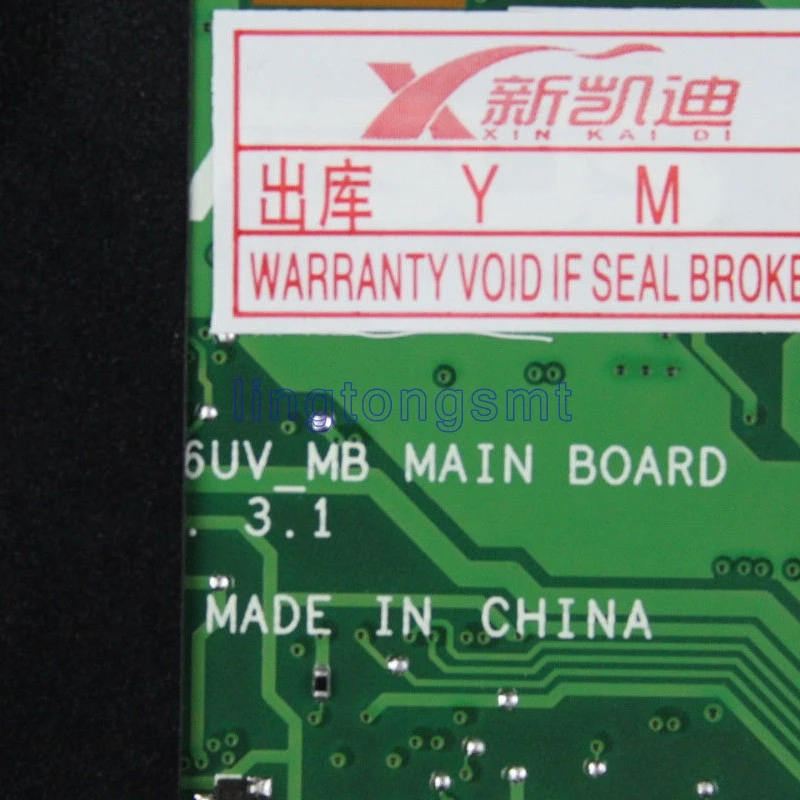 新凯迪
XIN KAI DI
出库 Y M
WARRANTY VOID IF SEAL BROKE
lingtongsmt
6UV_MB MAIN BOARD
. 3.1
MADE IN CHINA